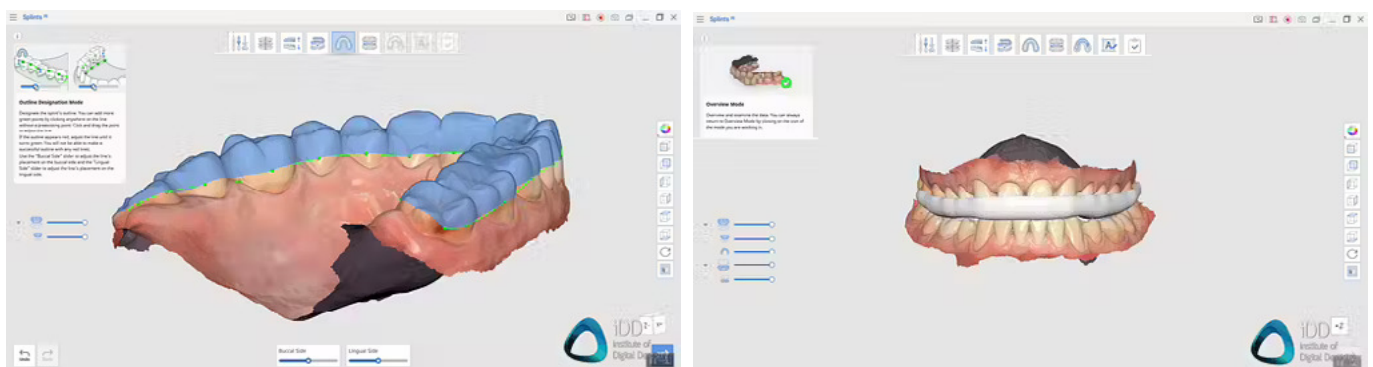 Splints
Outline Designation Mode
Designate the splint's outline. You can add more
green points by clicking anywhere on the line
without a preexisting point. Click and drag the point
If the outline appears red, adjust the line until it
turns green. You will not be able to make a
successful outline with any red lines.
Use the "Buccal Side" slider to adjust the line's
placement on the buccal side and the "Lingual
Side" slider to adjust the line's placement on the
lingual side.
Undo
Buccal Side
Lingual Side
iDD
Institute of
Digital
Splints
Overview Mode
Overview and examine the data. You can always
return to Overview Mode by clicking on the icon of
the mode you are working in.
iDD
Institute of
Digital